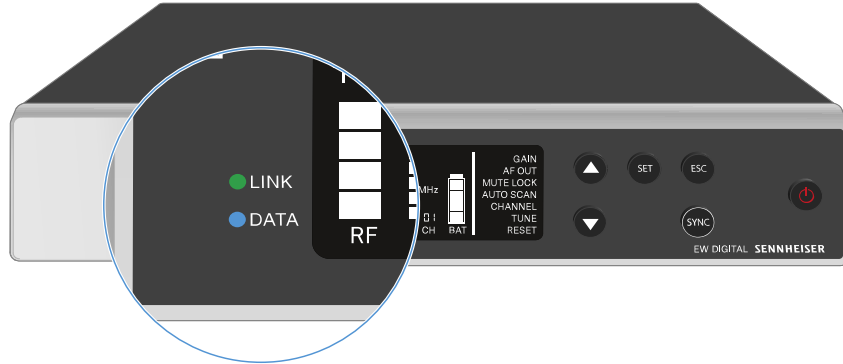 LINK
DATA
RF
MHz
01
CH
BAT
GAIN
AF OUT
MUTE LOCK
AUTO SCAN
CHANNEL
TUNE
RESET
SET
ESC
SYNC
EW DIGITAL SENNHEISER